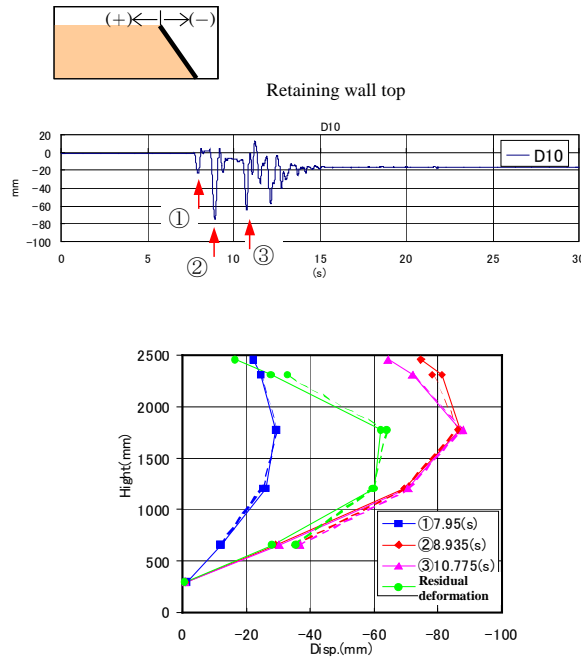 (+) (−)
Retaining wall top
D10
20
0
−20
−40
−60
−80
−100
mm
D10
①
②
③
0 5 10 15 20 25 30
(s)
2500
2000
1500
1000
500
0
Hight(mm)
①7.95(s)
②8.935(s)
③10.775(s)
Residual
deformation
0 −20 −40 −60 −80 −100
Disp.(mm)